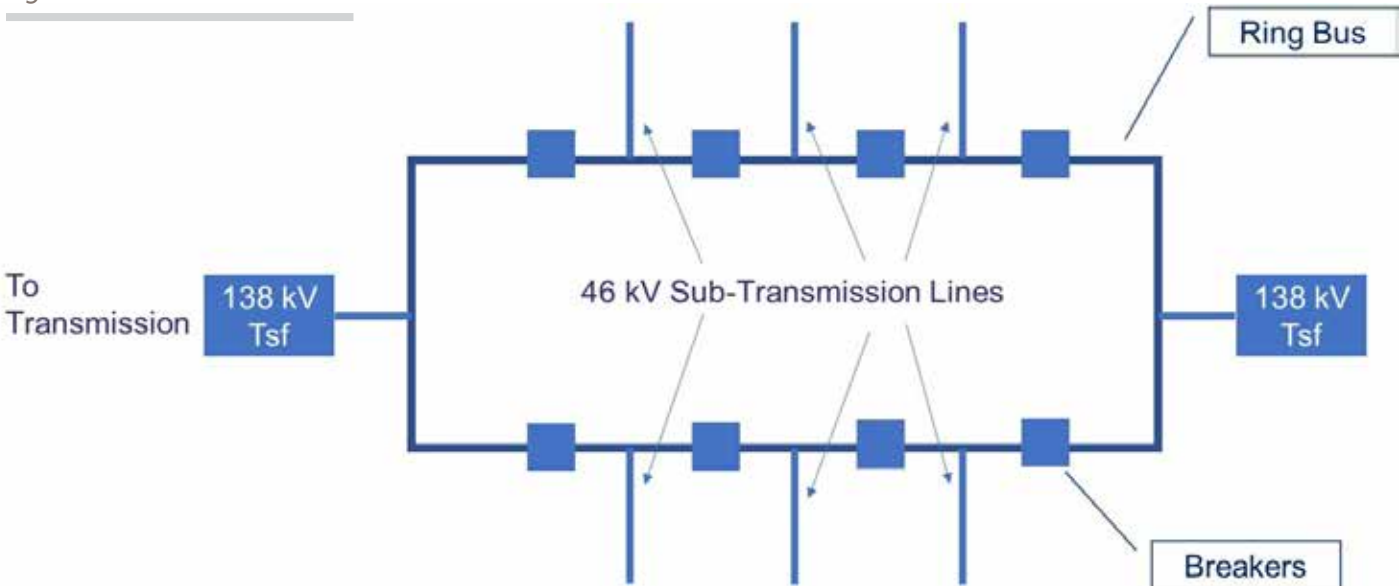 Ring Bus
46 kV Sub-Transmission Lines
To
Transmission
138 kV
Tsf
138 kV
Tsf
Breakers